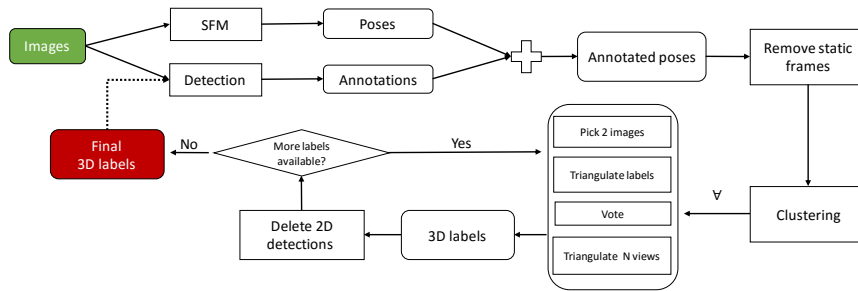 Images
SFM
Poses
Detection
Annotations
Annotated poses
Remove static
frames
Final
3D labels
No
More labels
available?
Yes
Pick 2 images
Triangulate labels
Vote
Triangulate N views
∀
Clustering
Delete 2D
detections
3D labels